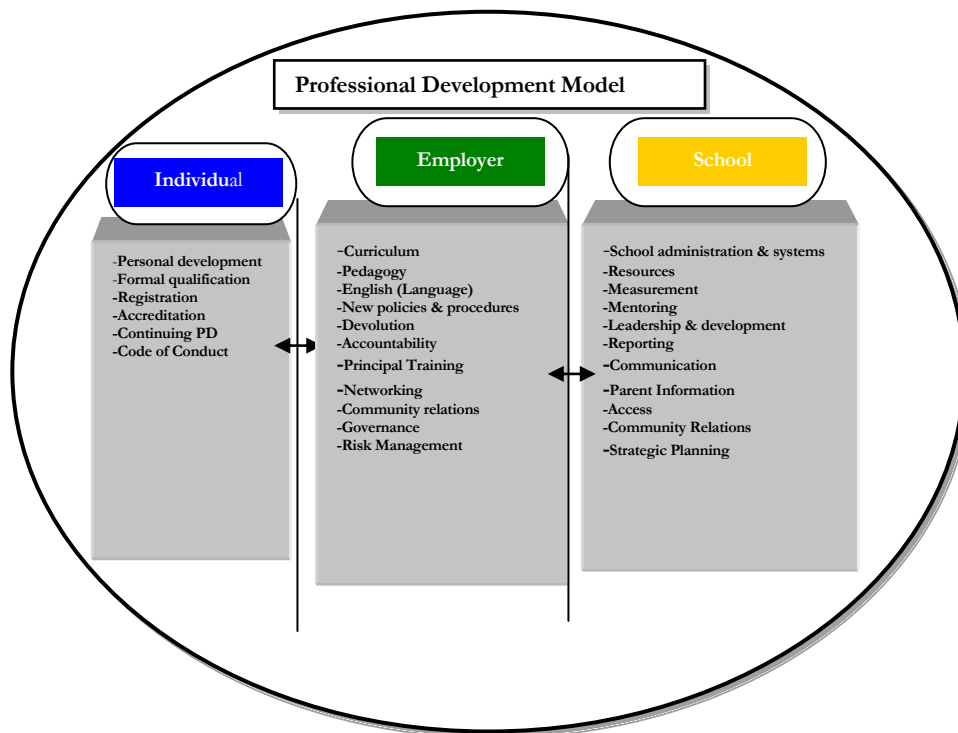 Professional Development Model
Individual
-Personal development
-Formal qualification
-Registration
-Accreditation
-Continuing PD
-Code of Conduct
Employer
-Curriculum
-Pedagogy
-English (Language)
-New policies & procedures
-Devolution
-Accountability
-Principal Training
-Networking
-Community relations
-Governance
-Risk Management
School
-School administration & systems
-Resources
-Measurement
-Mentoring
-Leadership & development
-Reporting
-Communication
-Parent Information
-Access
-Community Relations
-Strategic Planning